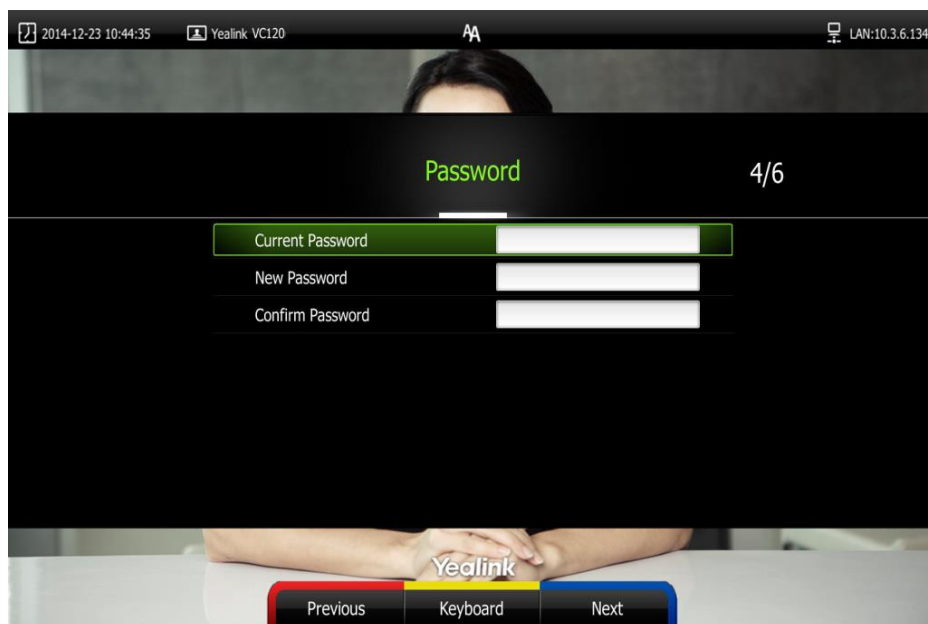 2014-12-23 10:44:35 Yealink VC120 AA LAN:10.3.6.134
Password 4/6
Current Password
New Password
Confirm Password
Yealink
Previous Keyboard Next